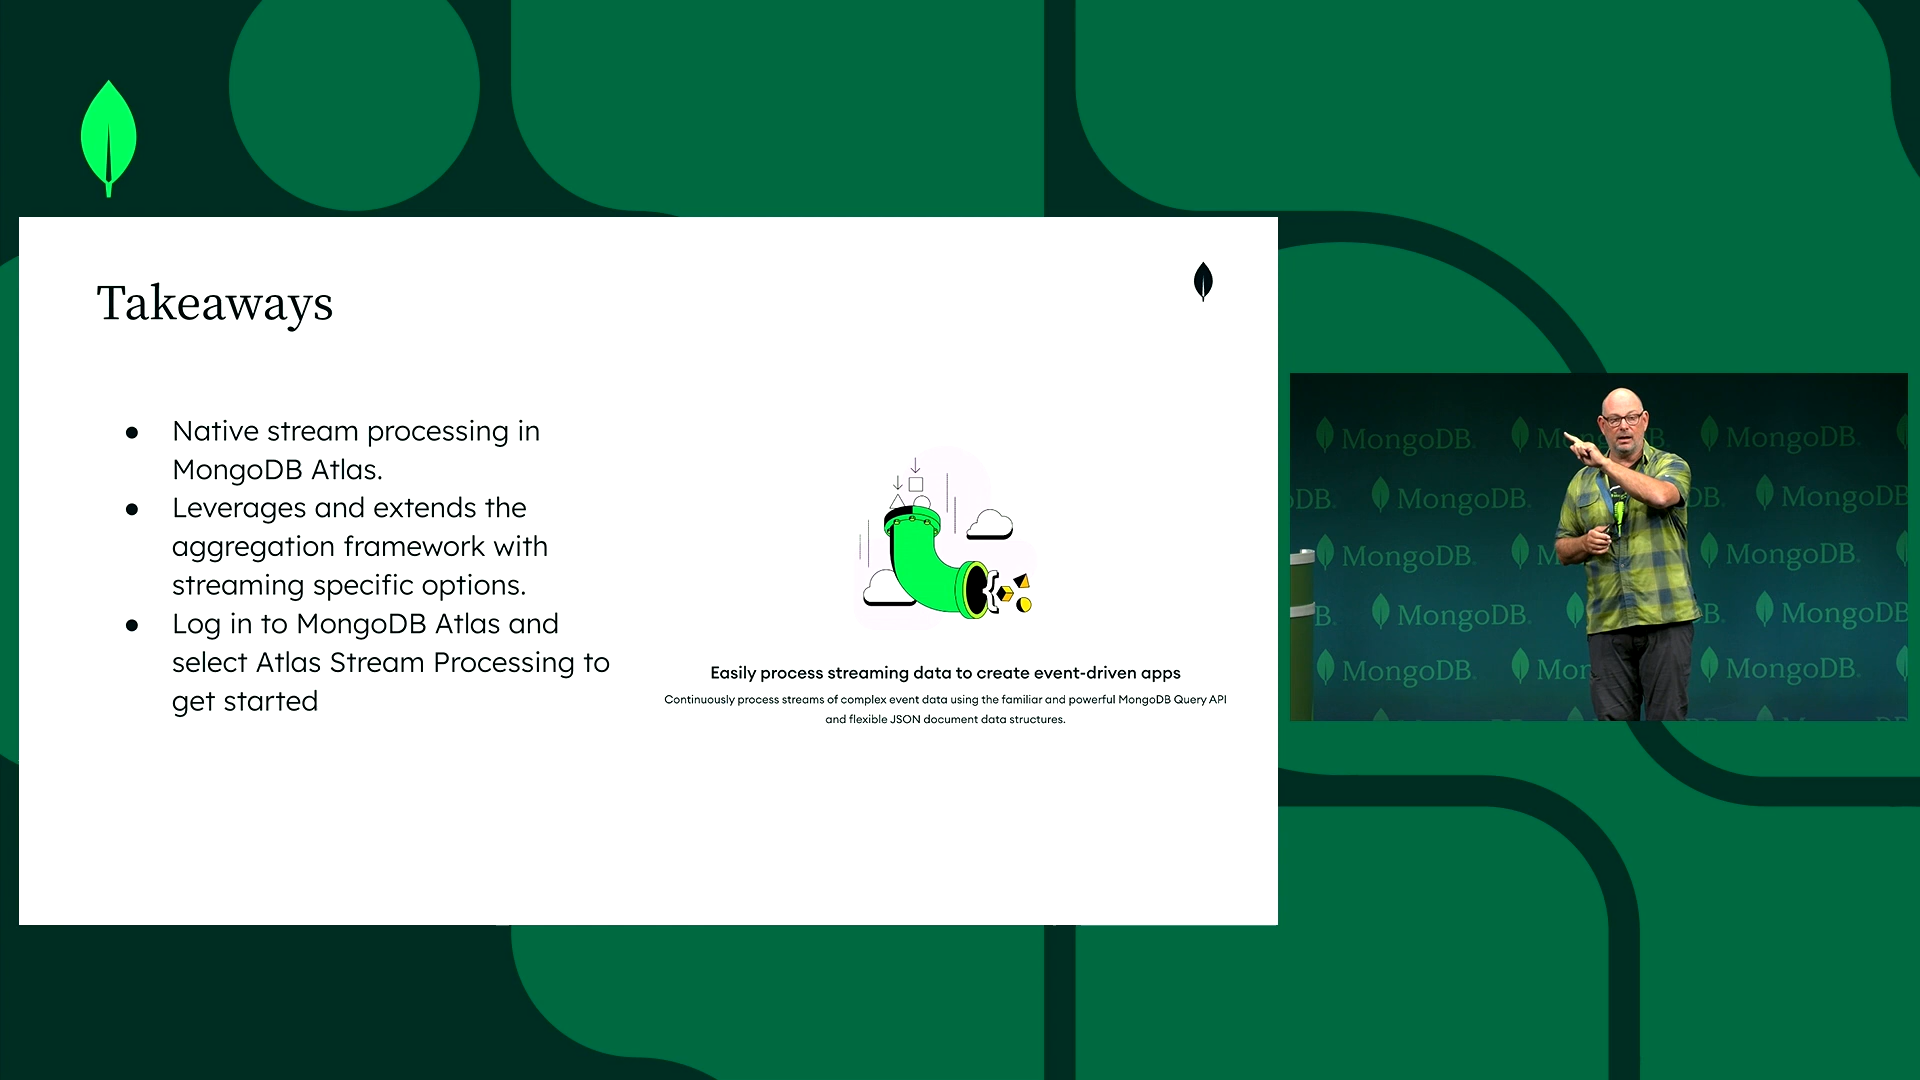 Takeaways
● Native stream processing in
MongoDB Atlas.
● Leverages and extends the
aggregation framework with
streaming specific options.
● Log in to MongoDB Atlas and
select Atlas Stream Processing to
get started
Easily process streaming data to create event-driven apps
Continuously process streams of complex event data using the familiar and powerful MongoDB Query API
and flexible JSON document data structures.
MongoDB. M B. MongoDB.
DB. MongoDB. DB. MongoDB
MongoDB. M MongoDB.
B. MongoDB. B. MongoDB
MongoDB. Mon MongoDB.